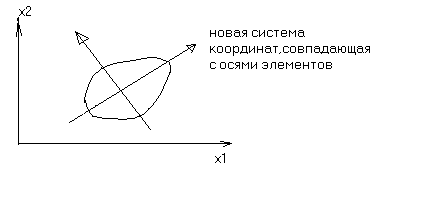 x2
новая система
координат,совпадающая
с осями элементов
x1